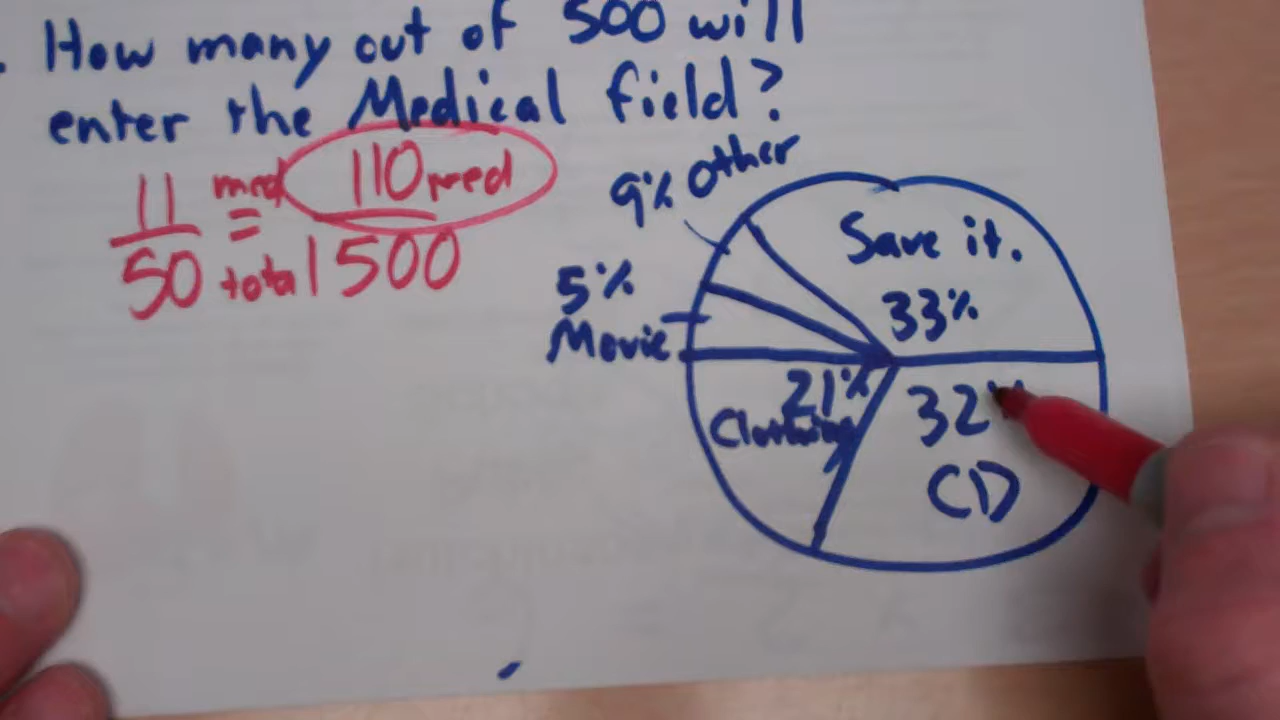 . How many out of 500 will
enter the Medical field?
11 med = 110 med
50 total 500
9% Other
Save it.
33%
5%
Movie
21%
Clothing
32%
CD